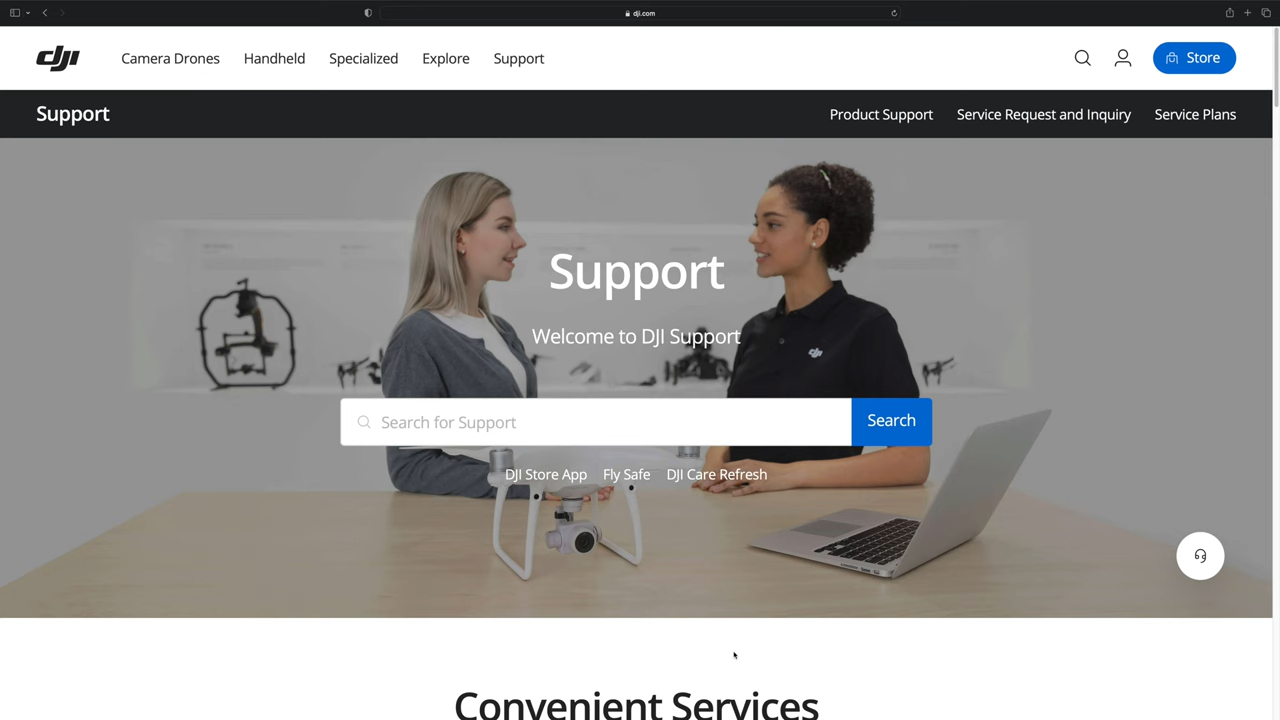 dji.com
dji
Camera Drones
Handheld
Specialized
Explore
Support
Store
Support
Product Support
Service Request and Inquiry
Service Plans
Support
Welcome to DJI Support
Search for Support
Search
DJI Store App
Fly Safe
DJI Care Refresh
Convenient Services